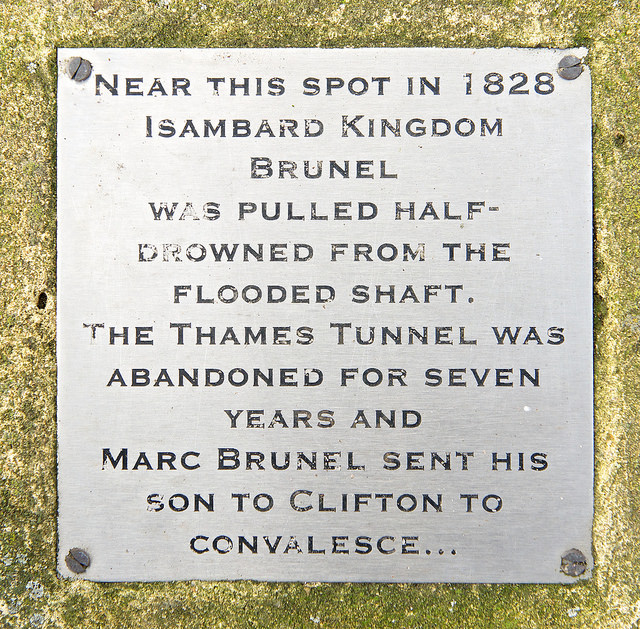 NEAR THIS SPOT IN 1828
ISAMBARD KINGDOM
BRUNEL
WAS PULLED HALF-
DROWNED FROM THE
FLOODED SHAFT.
THE THAMES TUNNEL WAS
ABANDONED FOR SEVEN
YEARS AND
MARC BRUNEL SENT HIS
SON TO CLIFTON TO
CONVALESCE...